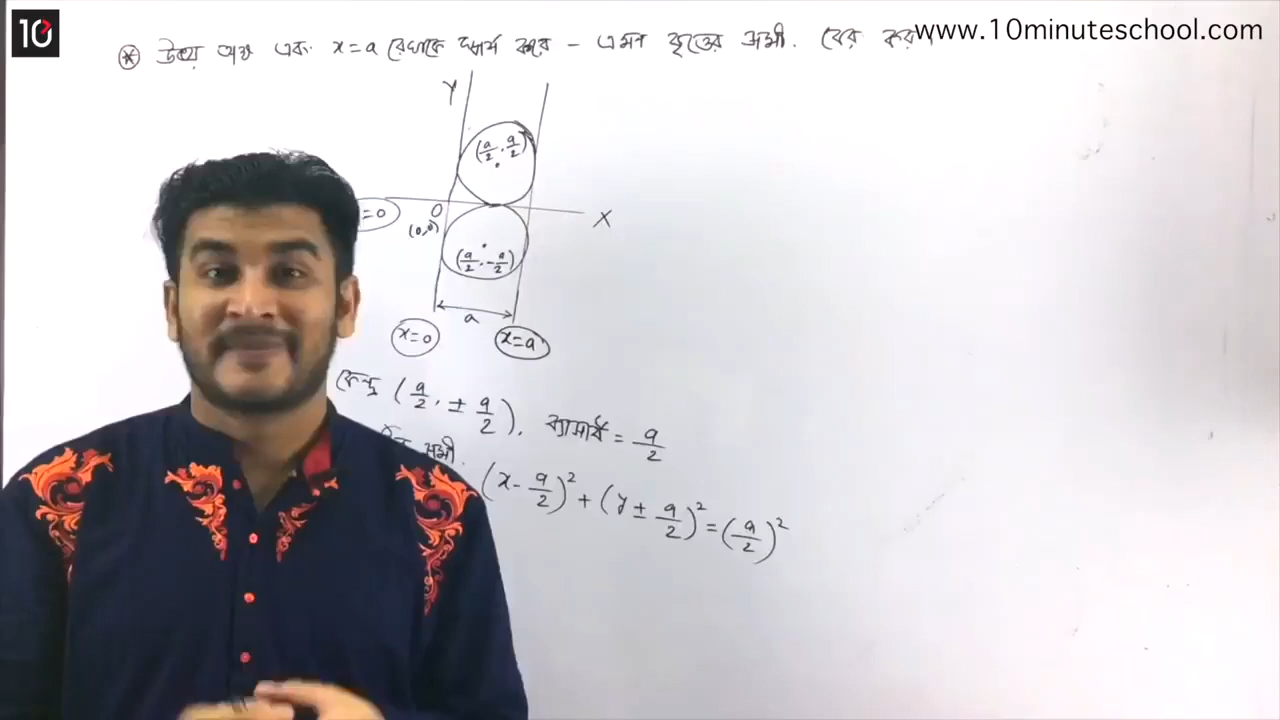 10
www.10minuteschool.com
⊛ উভয় অক্ষ এবং x=a রেখাকে স্পর্শ করে – এমন বৃত্তের সমী. বের কর
Y
(a/2, a/2)
=0
0
X
(0,0)
(a/2, -a/2)
a
x=0
x=a
কেন্দ্র (a/2, ± a/2), ব্যাসার্ধ = a/2
সমী. (x - a/2)² + (y ± a/2)² = (a/2)²